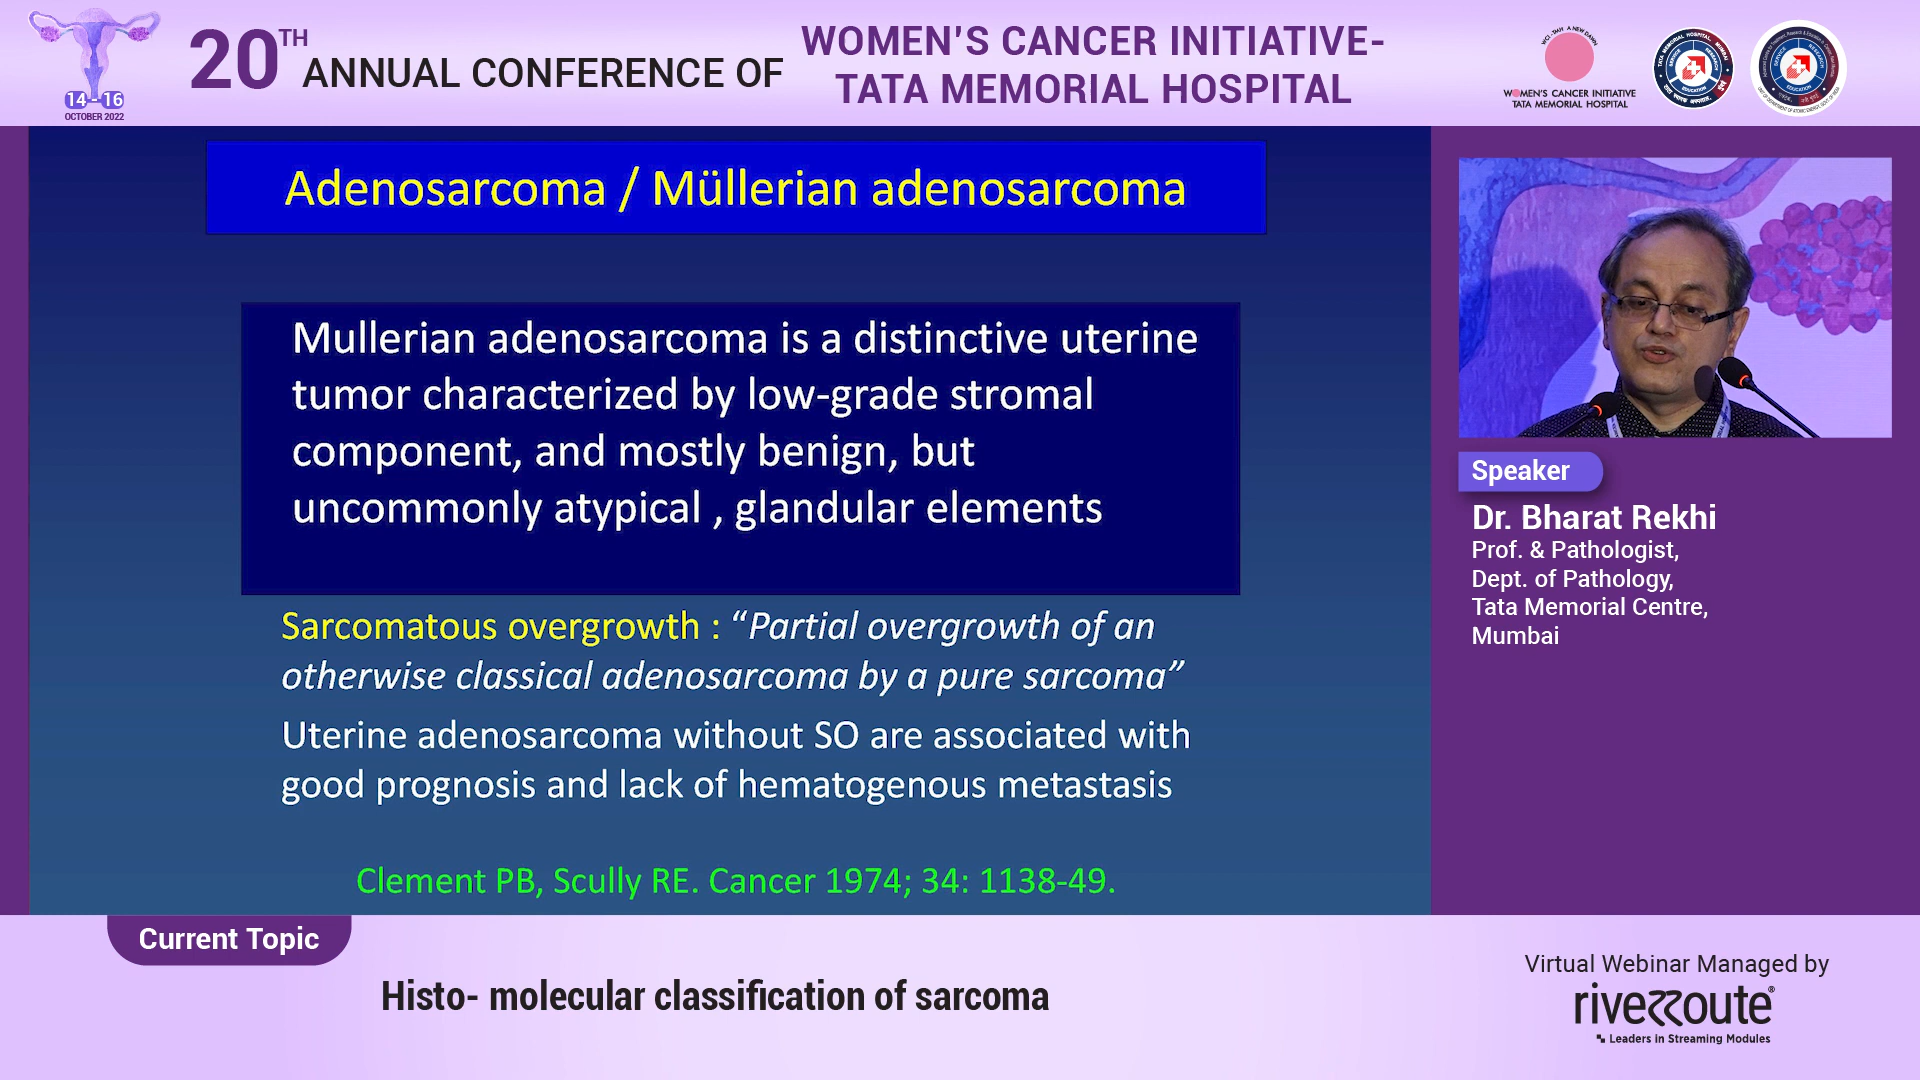 20TH ANNUAL CONFERENCE OF
WOMEN'S CANCER INITIATIVE-
TATA MEMORIAL HOSPITAL
14 - 16
OCTOBER 2022
WOMEN'S CANCER INITIATIVE
TATA MEMORIAL HOSPITAL
Adenosarcoma / Müllerian adenosarcoma
Mullerian adenosarcoma is a distinctive uterine
tumor characterized by low-grade stromal
component, and mostly benign, but
uncommonly atypical , glandular elements
Sarcomatous overgrowth : “Partial overgrowth of an
otherwise classical adenosarcoma by a pure sarcoma”
Uterine adenosarcoma without SO are associated with
good prognosis and lack of hematogenous metastasis
Clement PB, Scully RE. Cancer 1974; 34: 1138-49.
Speaker
Dr. Bharat Rekhi
Prof. & Pathologist,
Dept. of Pathology,
Tata Memorial Centre,
Mumbai
Current Topic
Histo- molecular classification of sarcoma
Virtual Webinar Managed by
riverroute®
Leaders in Streaming Modules